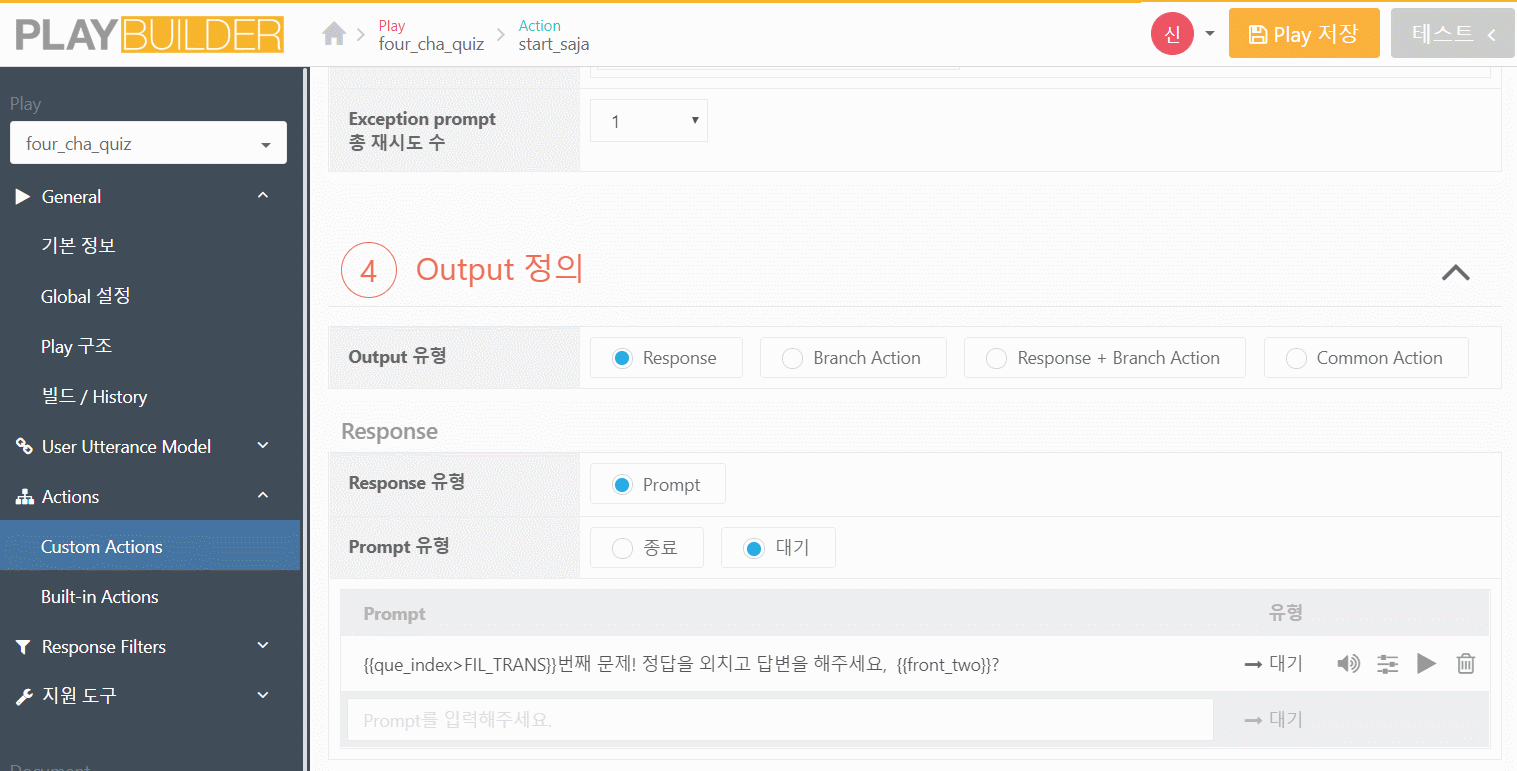 PLAYBUILDER
Play
four_cha_quiz
Action
start_saja
신
Play 저장
테스트
Play
four_cha_quiz
General
기본 정보
Global 설정
Play 구조
빌드 / History
User Utterance Model
Actions
Custom Actions
Built-in Actions
Response Filters
지원 도구
Document
Exception prompt
총 재시도 수
1
4 Output 정의
Output 유형
Response
Branch Action
Response + Branch Action
Common Action
Response
Response 유형
Prompt
Prompt 유형
종료
대기
Prompt
유형
{{que_index>FIL_TRANS}}번째 문제! 정답을 외치고 답변을 해주세요, {{front_two}}?
대기
Prompt를 입력해주세요.
대기